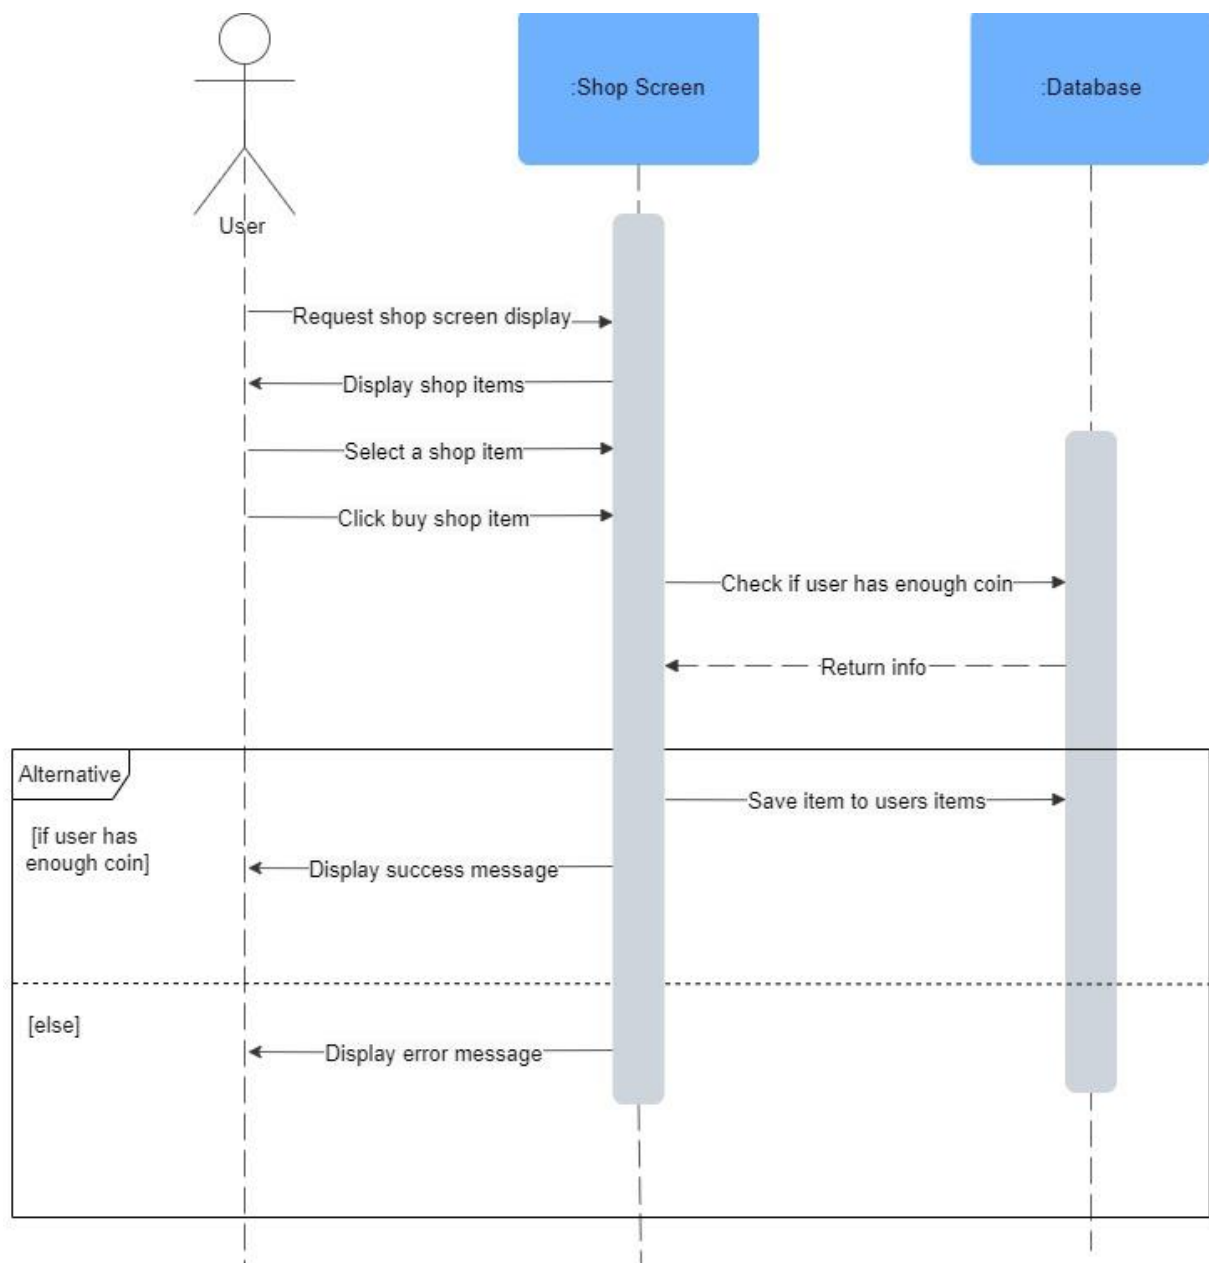 :Shop Screen
:Database
User
Request shop screen display
Display shop items
Select a shop item
Click buy shop item
Check if user has enough coin
Return info
Alternative
Save item to users items
[if user has
enough coin]
Display success message
[else]
Display error message